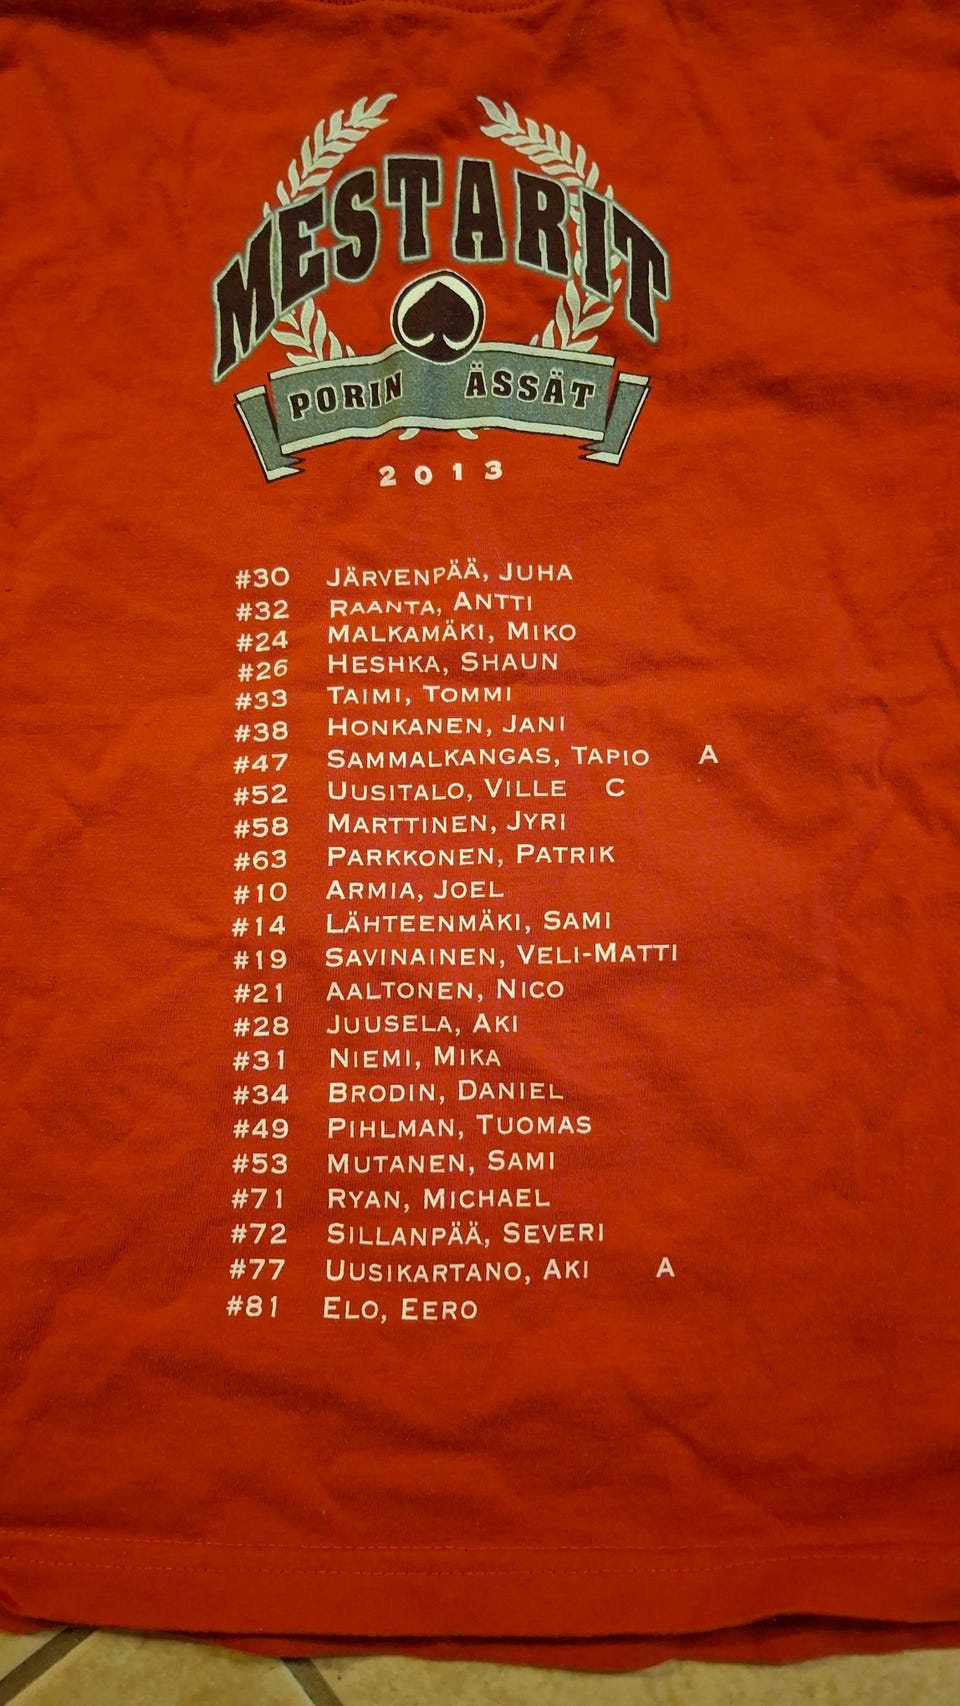 MESTARIT
PORIN ÄSSÄT
2013
#30 JÄRVENPÄÄ, JUHA
#32 RAANTA, ANTTI
#24 MALKAMÄKI, MIKO
#26 HESHKA, SHAUN
#33 TAIMI, TOMMI
#38 HONKANEN, JANI
#47 SAMMALKANGAS, TAPIO A
#52 UUSITALO, VILLE C
#58 MARTTINEN, JYRI
#63 PARKKONEN, PATRIK
#10 ARMIA, JOEL
#14 LÄHTEENMÄKI, SAMI
#19 SAVINAINEN, VELI-MATTI
#21 AALTONEN, NICO
#28 JUUSELA, AKI
#31 NIEMI, MIKA
#34 BRODIN, DANIEL
#49 PIHLMAN, TUOMAS
#53 MUTANEN, SAMI
#71 RYAN, MICHAEL
#72 SILLANPÄÄ, SEVERI
#77 UUSIKARTANO, AKI A
#81 ELO, EERO